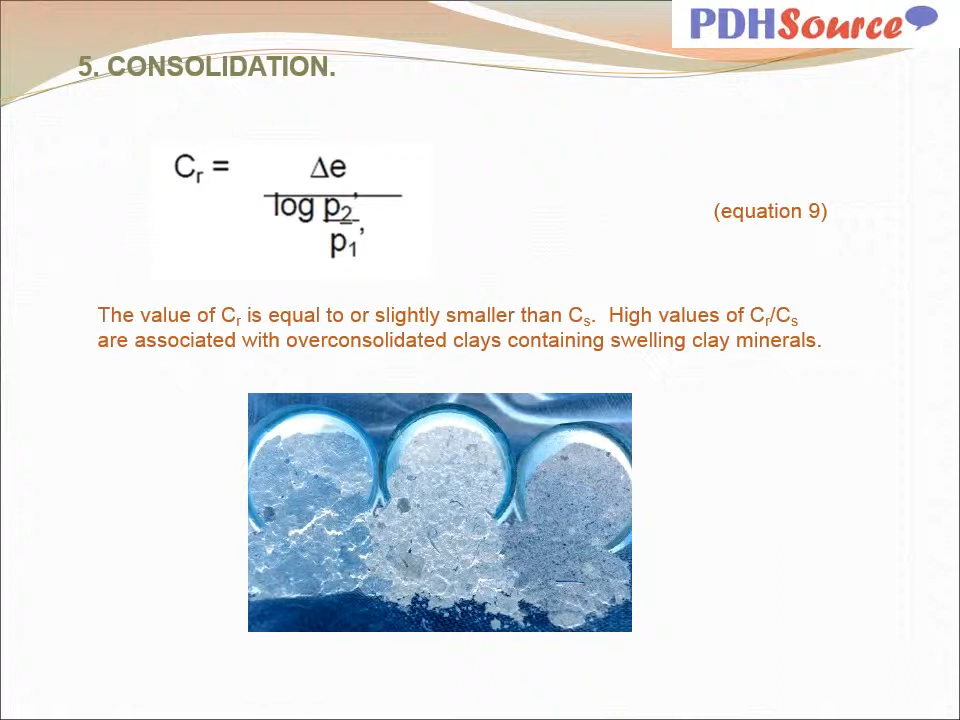 PDHSource
5. CONSOLIDATION.
Cr = Δe
log p2’
p1’
(equation 9)
The value of Cr is equal to or slightly smaller than Cs. High values of Cr/Cs
are associated with overconsolidated clays containing swelling clay minerals.